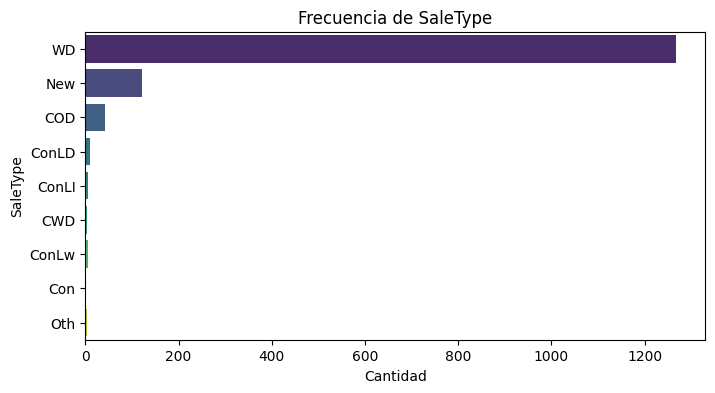 Frecuencia de SaleType
WD
New
COD
ConLD
ConLI
CWD
ConLw
Con
Oth
SaleType
0 200 400 600 800 1000 1200
Cantidad